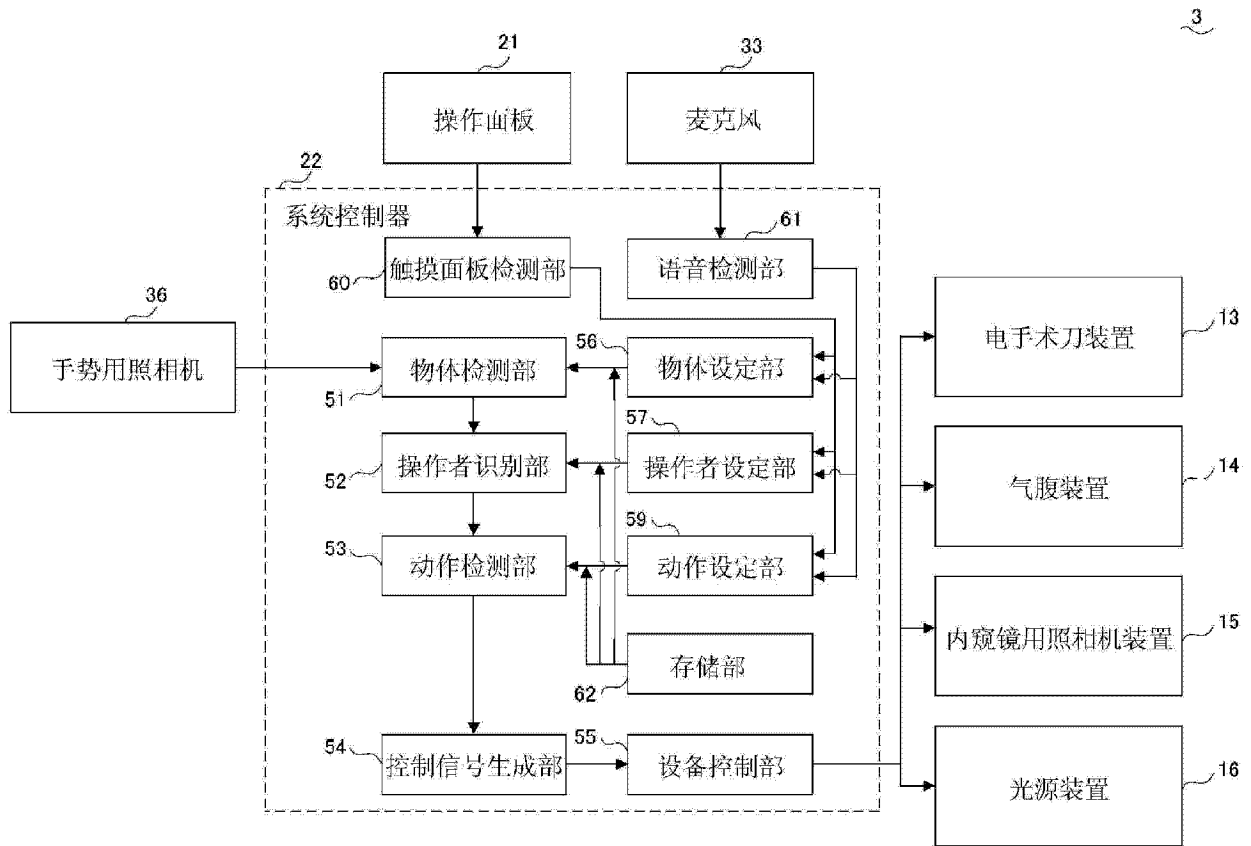 3
21
33
操作面板
麦克风
22
系统控制器
61
60
触摸面板检测部
语音检测部
36
手势用照相机
56
物体检测部
物体设定部
51
电手术刀装置
13
57
操作者识别部
操作者设定部
52
气腹装置
14
53
59
动作检测部
动作设定部
内窥镜用照相机装置
15
存储部
62
54
55
控制信号生成部
设备控制部
光源装置
16